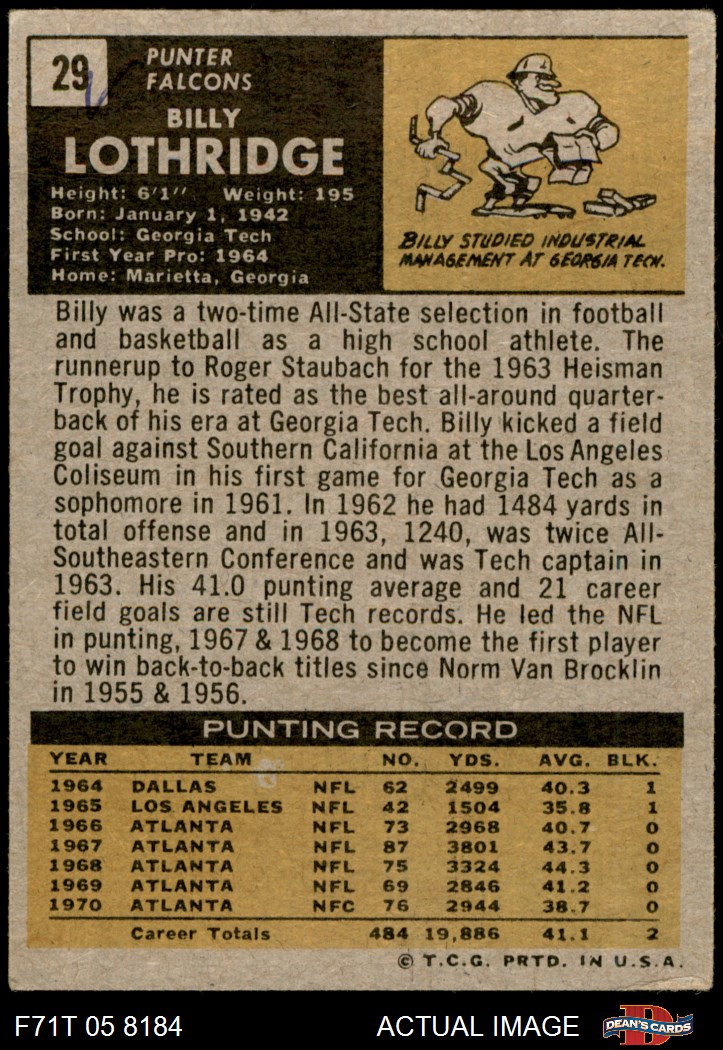 29
PUNTER
FALCONS
BILLY
LOTHRIDGE
Height: 6'1'' Weight: 195
Born: January 1, 1942
School: Georgia Tech
First Year Pro: 1964
Home: Marietta, Georgia
BILLY STUDIED INDUSTRIAL
MANAGEMENT AT GEORGIA TECH.
Billy was a two-time All-State selection in football
and basketball as a high school athlete. The
runnerup to Roger Staubach for the 1963 Heisman
Trophy, he is rated as the best all-around quarter-
back of his era at Georgia Tech. Billy kicked a field
goal against Southern California at the Los Angeles
Coliseum in his first game for Georgia Tech as a
sophomore in 1961. In 1962 he had 1484 yards in
total offense and in 1963, 1240, was twice All-
Southeastern Conference and was Tech captain in
1963. His 41.0 punting average and 21 career
field goals are still Tech records. He led the NFL
in punting, 1967 & 1968 to become the first player
to win back-to-back titles since Norm Van Brocklin
in 1955 & 1956.
PUNTING RECORD
YEAR TEAM NO. YDS. AVG. BLK.
1964 DALLAS NFL 62 2499 40.3 1
1965 LOS ANGELES NFL 42 1504 35.8 1
1966 ATLANTA NFL 73 2968 40.7 0
1967 ATLANTA NFL 87 3801 43.7 0
1968 ATLANTA NFL 75 3324 44.3 0
1969 ATLANTA NFL 69 2846 41.2 0
1970 ATLANTA NFC 76 2944 38.7 0
Career Totals 484 19,886 41.1 2
© T.C.G. PRTD. IN U.S.A.
F71T 05 8184 ACTUAL IMAGE
D
DEAN'S CARDS